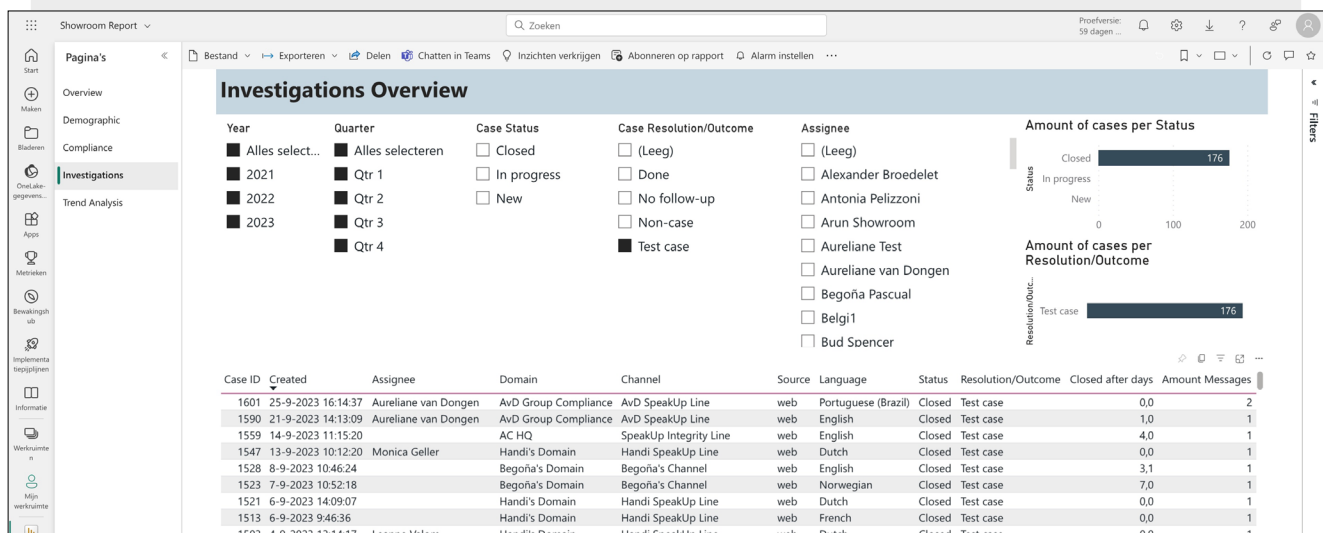 Showroom Report
Zoeken
Proefversie:
59 dagen ...
Start
Maken
Bladeren
OneLake-
gegevens...
Apps
Metrieken
Bewakingsh
ub
Implementa
tiepijplijnen
Informatie
Werkruimte
n
Mijn
werkruimte
Pagina's
Overview
Demographic
Compliance
Investigations
Trend Analysis
Bestand Exporteren Delen Chatten in Teams Inzichten verkrijgen Abonneren op rapport Alarm instellen ...
Filters
Investigations Overview
Year
Alles select...
2021
2022
2023
Quarter
Alles selecteren
Qtr 1
Qtr 2
Qtr 3
Qtr 4
Case Status
Closed
In progress
New
Case Resolution/Outcome
(Leeg)
Done
No follow-up
Non-case
Test case
Assignee
(Leeg)
Alexander Broedelet
Antonia Pelizzoni
Arun Showroom
Aureliane Test
Aureliane van Dongen
Begoña Pascual
Belgi1
Bud Spencer
Amount of cases per Status
Status
Closed 176
In progress
New
0 100 200
Amount of cases per
Resolution/Outcome
Resolution/Outc...
Test case 176
Case ID Created Assignee Domain Channel Source Language Status Resolution/Outcome Closed after days Amount Messages
1601 25-9-2023 16:14:37 Aureliane van Dongen AvD Group Compliance AvD SpeakUp Line web Portuguese (Brazil) Closed Test case 0,0 2
1590 21-9-2023 14:13:09 Aureliane van Dongen AvD Group Compliance AvD SpeakUp Line web English Closed Test case 1,0 1
1559 14-9-2023 11:15:20 AC HQ SpeakUp Integrity Line web English Closed Test case 4,0 1
1547 13-9-2023 10:12:20 Monica Geller Handi's Domain Handi SpeakUp Line web Dutch Closed Test case 0,0 1
1528 8-9-2023 10:46:24 Begoña's Domain Begoña's Channel web English Closed Test case 3,1 1
1523 7-9-2023 10:52:18 Begoña's Domain Begoña's Channel web Norwegian Closed Test case 7,0 1
1521 6-9-2023 14:09:07 Handi's Domain Handi SpeakUp Line web Dutch Closed Test case 0,0 1
1513 6-9-2023 9:46:36 Handi's Domain Handi SpeakUp Line web French Closed Test case 0,0 1